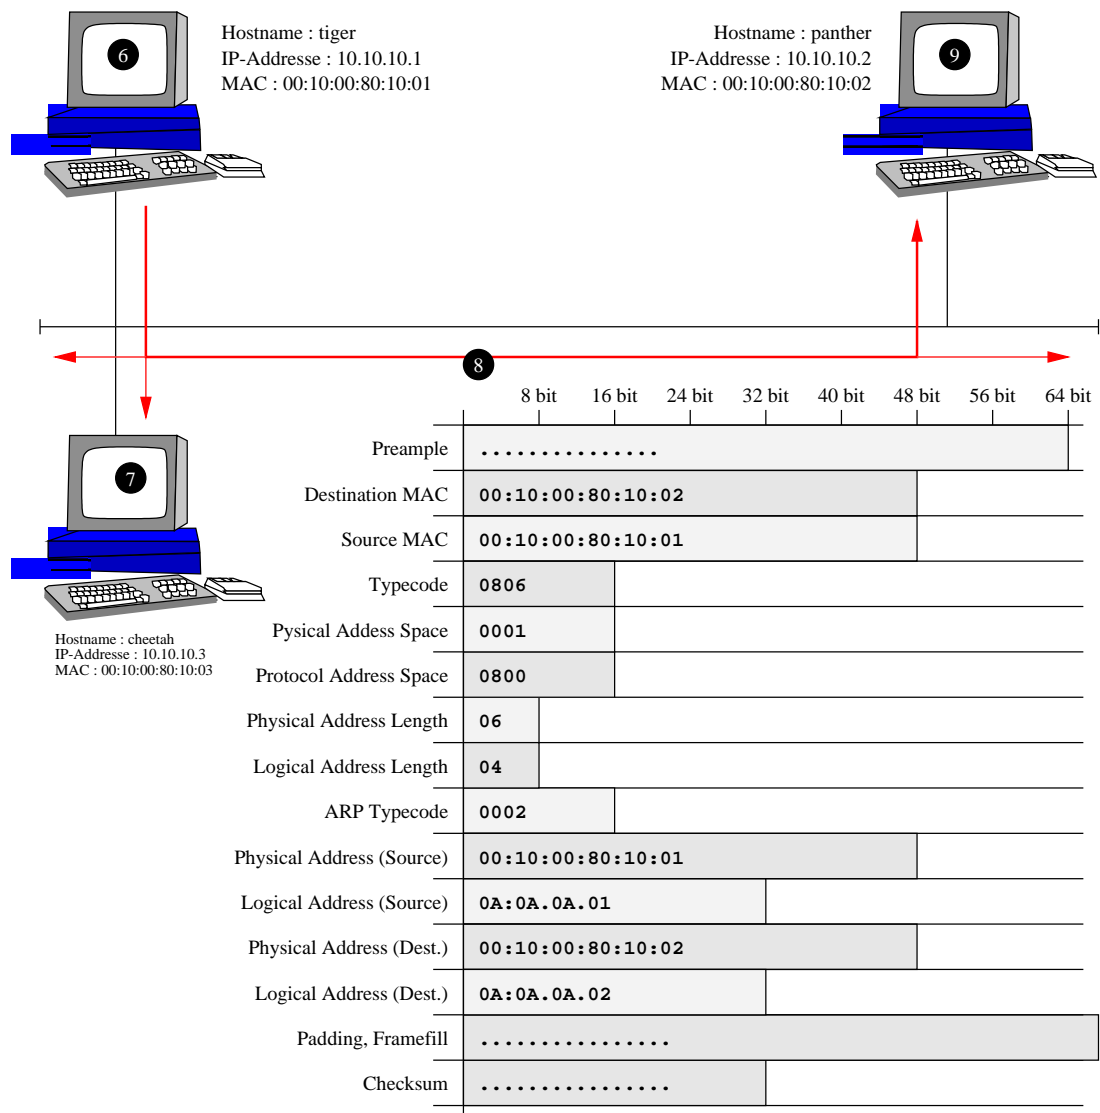 6
Hostname : tiger
IP-Addresse : 10.10.10.1
MAC : 00:10:00:80:10:01
Hostname : panther
IP-Addresse : 10.10.10.2
MAC : 00:10:00:80:10:02
9
8
8 bit 16 bit 24 bit 32 bit 40 bit 48 bit 56 bit 64 bit
7
Hostname : cheetah
IP-Addresse : 10.10.10.3
MAC : 00:10:00:80:10:03
Preample ...............
Destination MAC 00:10:00:80:10:02
Source MAC 00:10:00:80:10:01
Typecode 0806
Pysical Addess Space 0001
Protocol Address Space 0800
Physical Address Length 06
Logical Address Length 04
ARP Typecode 0002
Physical Address (Source) 00:10:00:80:10:01
Logical Address (Source) 0A:0A.0A.01
Physical Address (Dest.) 00:10:00:80:10:02
Logical Address (Dest.) 0A:0A.0A.02
Padding, Framefill ................
Checksum ................